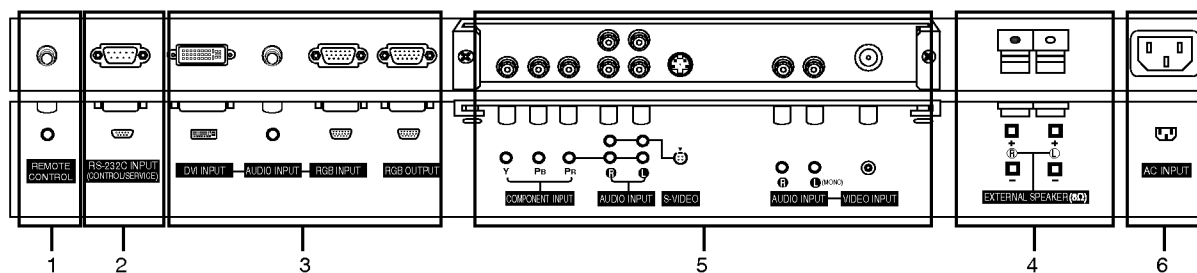 REMOTE
CONTROL
RS-232C INPUT
(CONTROL/SERVICE)
DVI INPUT
AUDIO INPUT
RGB INPUT
RGB OUTPUT
Y
PB
PR
R
L
COMPONENT INPUT
AUDIO INPUT
S-VIDEO
R
L (MONO)
AUDIO INPUT
VIDEO INPUT
+ +
R L
− −
EXTERNAL SPEAKER(8Ω)
AC INPUT
1
2
3
5
4
6